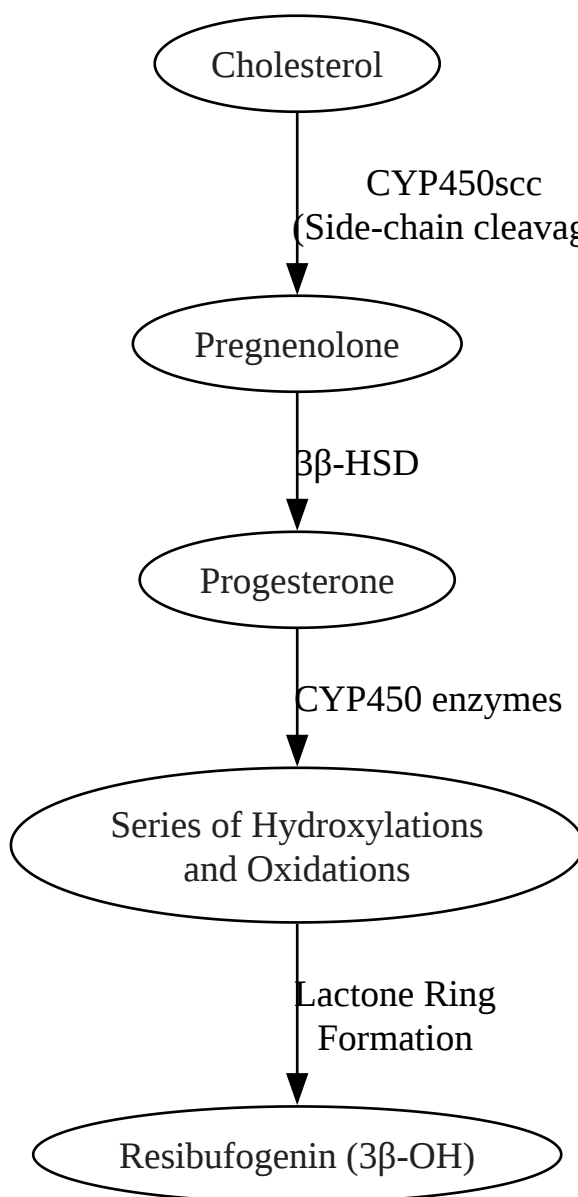 Cholesterol
CYP450scc
(Side-chain cleavag
Pregnenolone
3β-HSD
Progesterone
CYP450 enzymes
Series of Hydroxylations
and Oxidations
Lactone Ring
Formation
Resibufogenin (3β-OH)